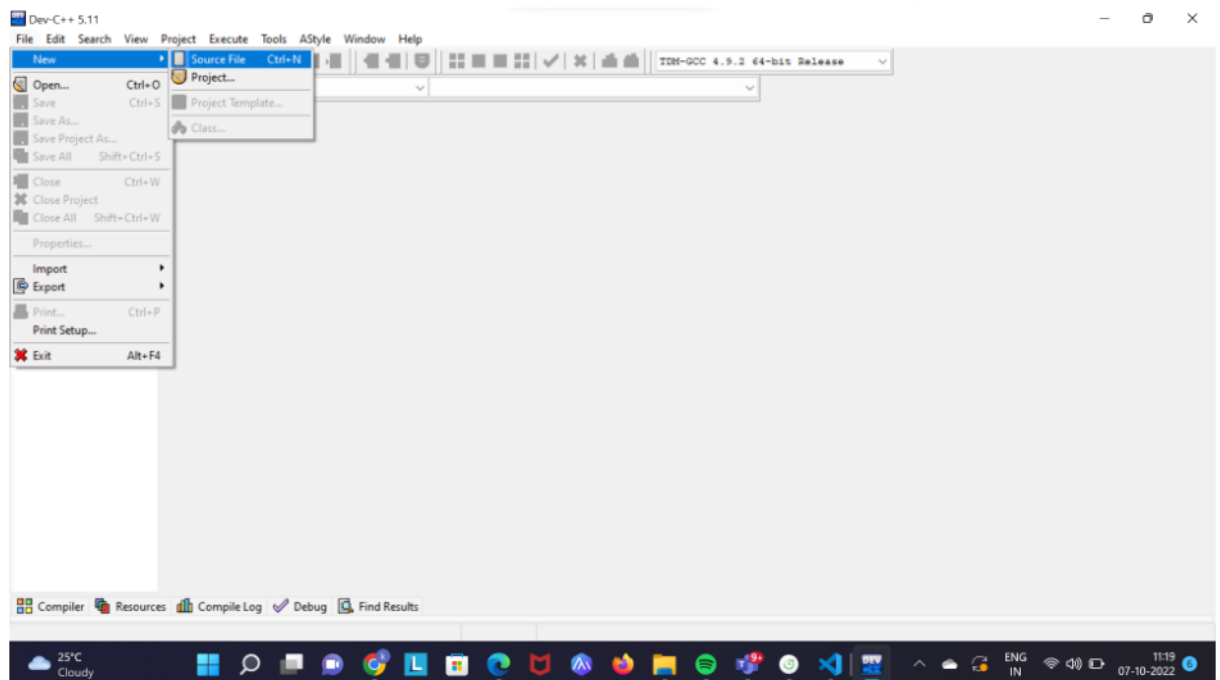 Dev-C++ 5.11
File Edit Search View Project Execute Tools AStyle Window Help
New
Source File Ctrl+N
Project...
Project Template...
Class...
TDM-GCC 4.9.2 64-bit Release
Open... Ctrl+O
Save Ctrl+S
Save As...
Save Project As...
Save All Shift+Ctrl+S
Close Ctrl+W
Close Project
Close All Shift+Ctrl+W
Properties...
Import
Export
Print... Ctrl+P
Print Setup...
Exit Alt+F4
Compiler Resources Compile Log Debug Find Results
25°C
Cloudy
L
9+
DEV
ENG
IN
11:19
07-10-2022
6